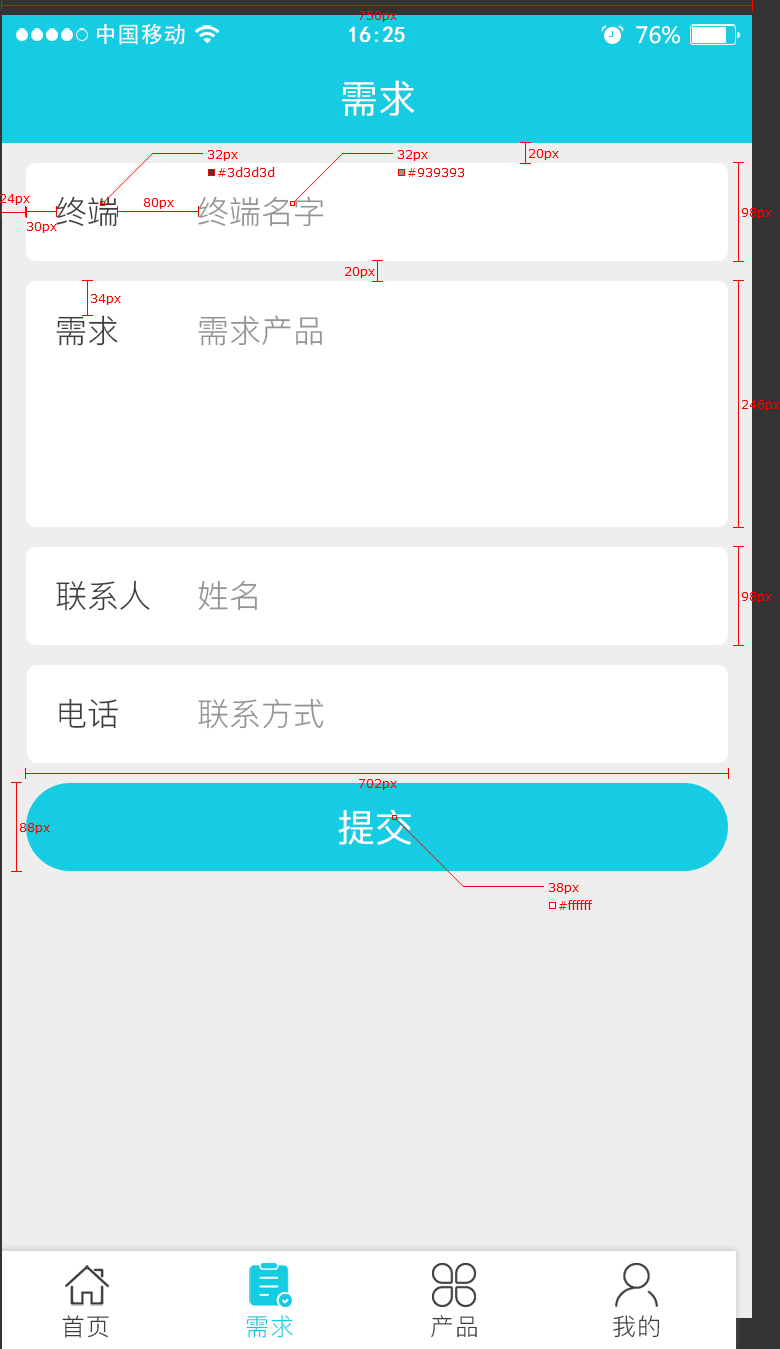 750px
中国移动 16:25 76%
需求
32px 32px 20px
#3d3d3d #939393
24px 终端 80px 终端名字 98px
30px
20px
34px
需求 需求产品
246px
联系人 姓名 98px
电话 联系方式
702px
88px 提交
38px
#ffffff
首页 需求 产品 我的